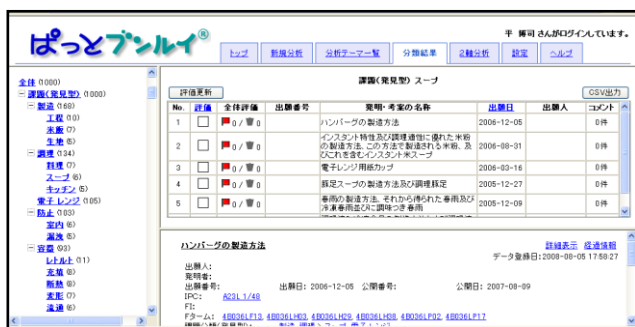 ぱっとブンルイ®
平 博司 さんがログインしています。
トップ 新規分析 分析テーマ一覧 分類結果 2軸分析 設定 ヘルプ
全体 (1000)
課題(発見型) (1000)
製造 (168)
工程 (10)
米飯 (7)
生地 (5)
調理 (134)
料理 (7)
スープ (6)
キッチン (5)
電子 レンジ (105)
防止 (103)
室内 (6)
漏洩 (5)
容器 (93)
レトルト (11)
充填 (8)
断熱 (8)
変形 (7)
流通 (6)
課題(発見型) スープ
評価更新 CSV出力
No. 評価 全体評価 出願番号 発明・考案の名称 出願日 出願人 コメント
1 0 / 0 ハンバーグの製造方法 2006-12-05 0件
2 0 / 0 インスタント特性及び調理適性に優れた米粉の製造方法、この方法で製造される米粉、及びこれを含むインスタント米スープ 2006-08-31 0件
3 0 / 0 電子レンジ用紙カップ 2006-03-16 0件
4 0 / 0 豚足スープの製造方法及び調理豚足 2005-12-27 0件
5 0 / 0 春雨の製造方法、それから得られた春雨及び冷凍春雨並びに調味つき春雨 2005-12-09 0件
ハンバーグの製造方法 詳細表示 経過情報
データ登録日:2008-08-05 17:58:27
出願人:
発明者:
出願番号: 出願日: 2006-12-05 公開番号: 公開日: 2007-08-09
IPC: A23L 1/48
FI:
Fターム: 4B036LF13, 4B036LH03, 4B036LH29, 4B036LH38, 4B036LP02, 4B036LP17